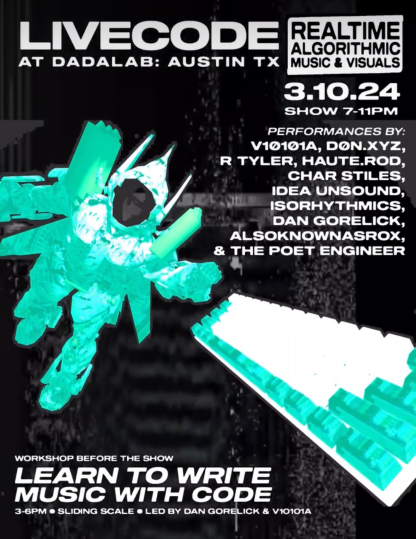 LIVECODE
AT DADALAB: AUSTIN TX
REALTIME
ALGORITHMIC
MUSIC & VISUALS
3.10.24
SHOW 7-11PM
PERFORMANCES BY:
V10101A, D0N.XYZ,
R TYLER, HAUTE.ROD,
CHAR STILES,
IDEA UNSOUND,
ISORHYTHMICS,
DAN GORELICK,
ALSOKNOWNASROX,
& THE POET ENGINEER
WORKSHOP BEFORE THE SHOW
LEARN TO WRITE
MUSIC WITH CODE
3-6PM ● SLIDING SCALE ● LED BY DAN GORELICK & V10101A